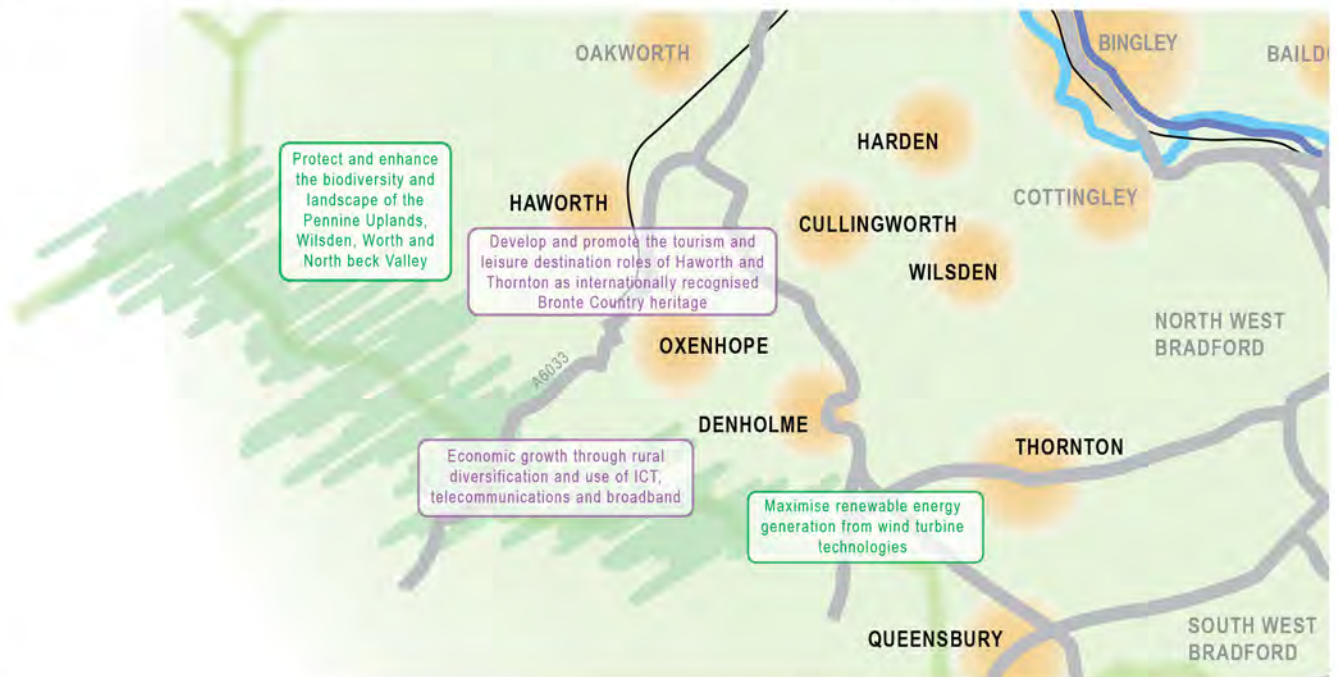 OAKWORTH
BINGLEY
BAILD
HARDEN
Protect and enhance
the biodiversity and
landscape of the
Pennine Uplands,
Wilsden, Worth and
North beck Valley
HAWORTH
COTTINGLEY
CULLINGWORTH
Develop and promote the tourism and
leisure destination roles of Haworth and
Thornton as internationally recognised
Bronte Country heritage
WILSDEN
NORTH WEST
BRADFORD
OXENHOPE
A6033
DENHOLME
THORNTON
Economic growth through rural
diversification and use of ICT,
telecommunications and broadband
Maximise renewable energy
generation from wind turbine
technologies
QUEENSBURY
SOUTH WEST
BRADFORD